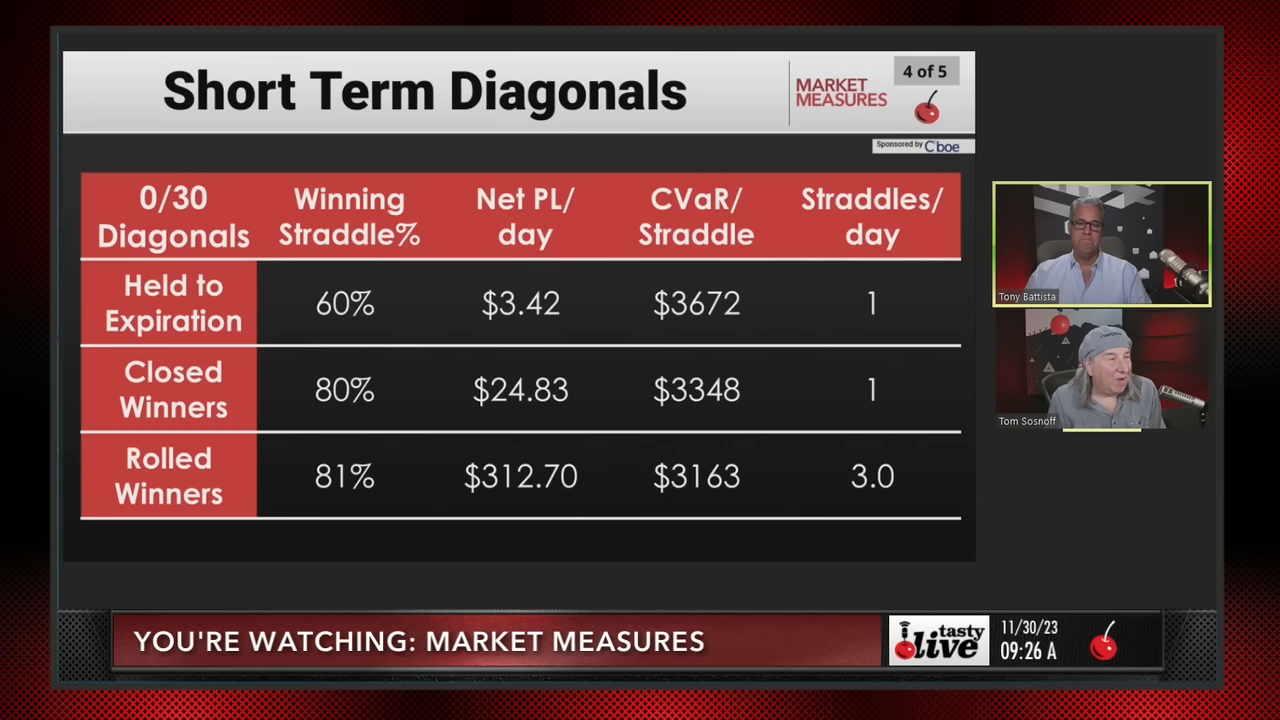 Short Term Diagonals
MARKET
MEASURES
4 of 5
Sponsored by Cboe
0/30
Diagonals
Winning
Straddle%
Net PL/
day
CVaR/
Straddle
Straddles/
day
Held to
Expiration
60%
$3.42
$3672
1
Closed
Winners
80%
$24.83
$3348
1
Rolled
Winners
81%
$312.70
$3163
3.0
Tony Battista
Tom Sosnoff
YOU'RE WATCHING: MARKET MEASURES
tasty
live
11/30/23
09:26 A